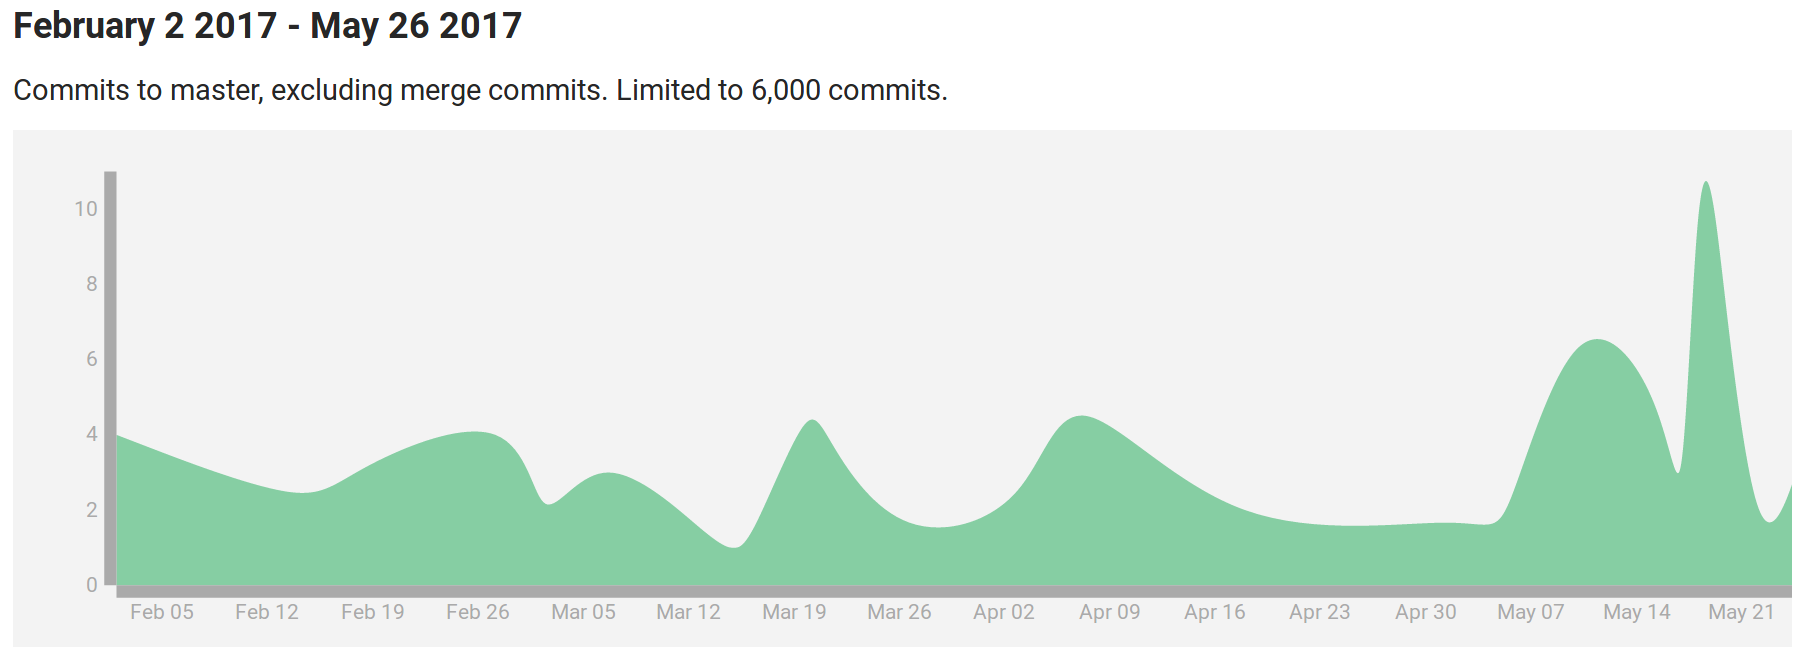 February 2 2017 - May 26 2017
Commits to master, excluding merge commits. Limited to 6,000 commits.
10
8
6
4
2
0
Feb 05 Feb 12 Feb 19 Feb 26 Mar 05 Mar 12 Mar 19 Mar 26 Apr 02 Apr 09 Apr 16 Apr 23 Apr 30 May 07 May 14 May 21